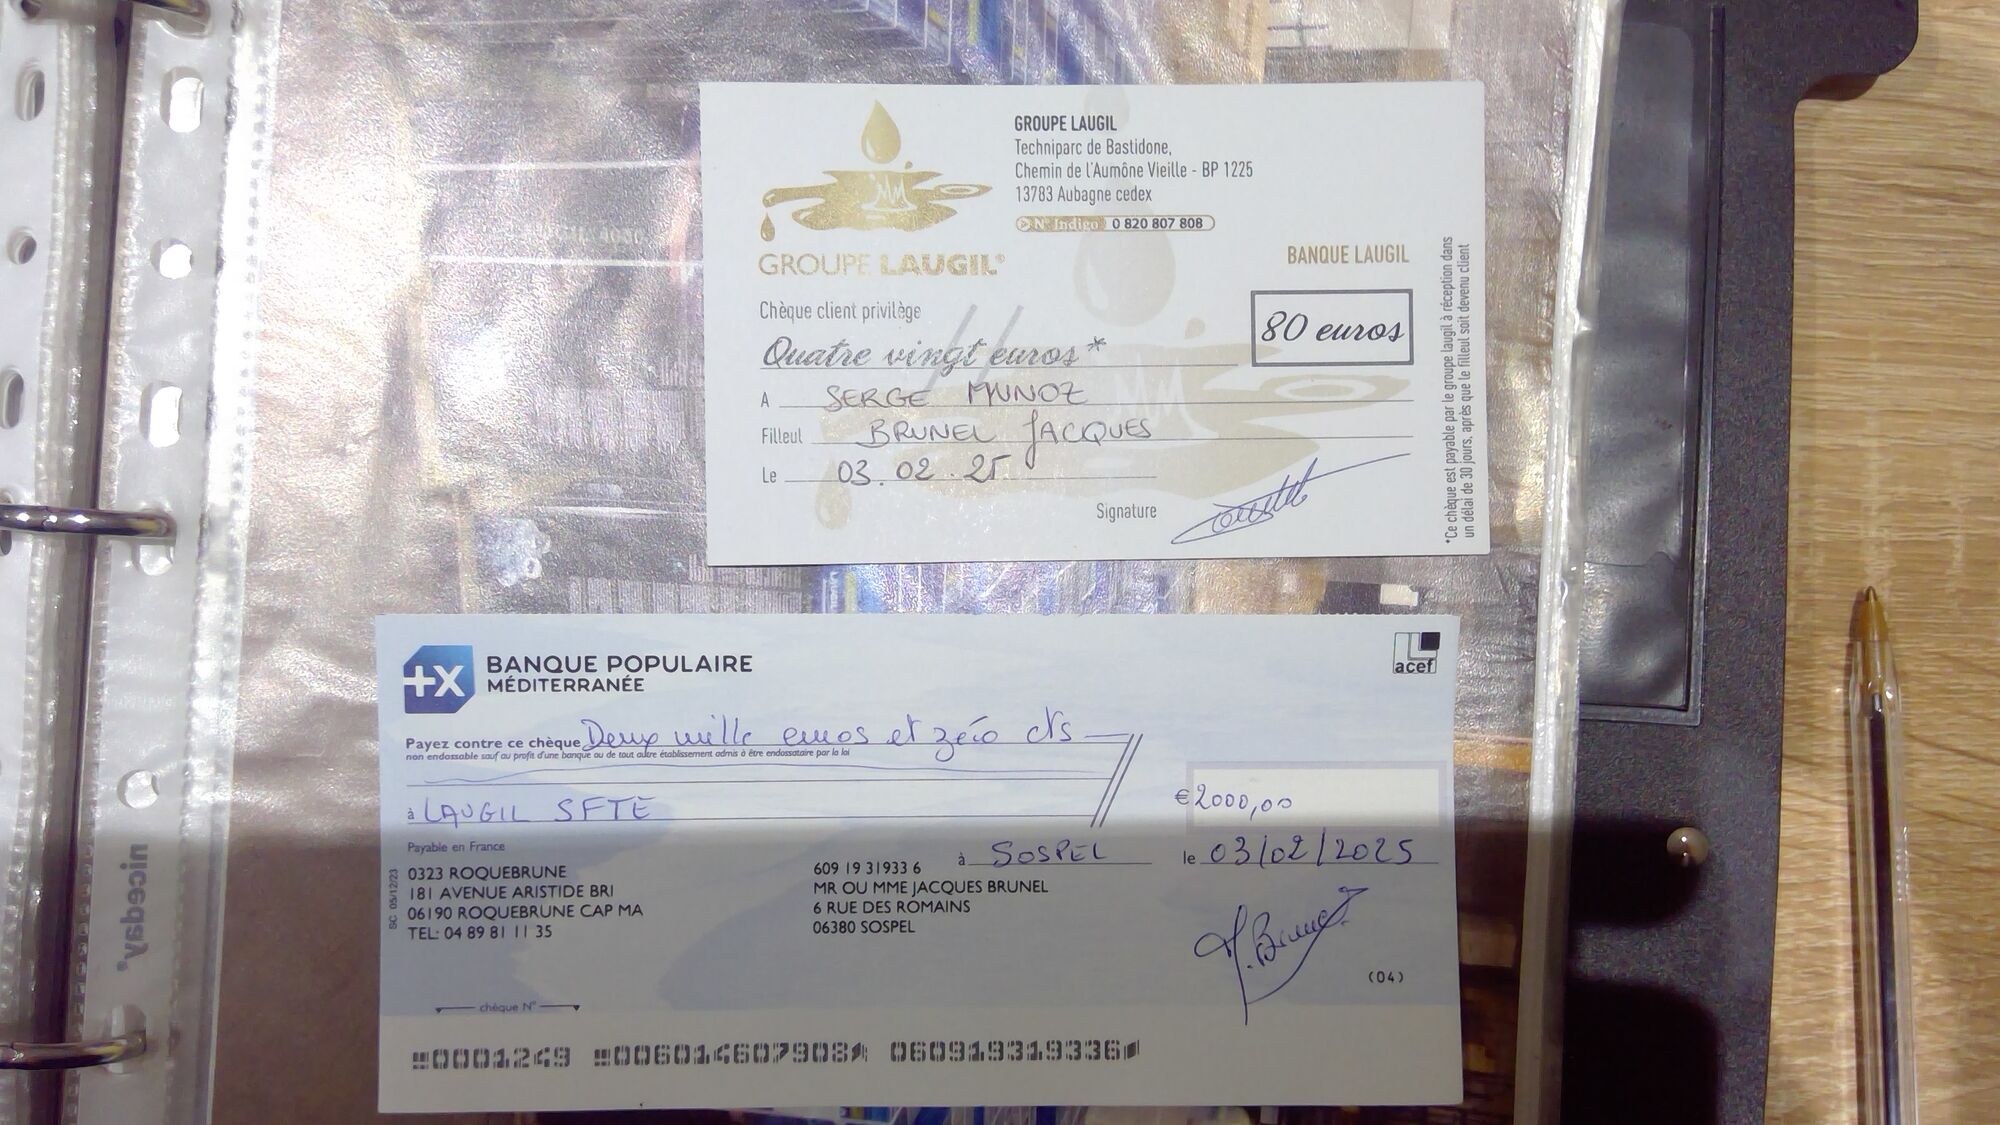 GROUPE LAUGIL
Techniparc de Bastidone,
Chemin de l'Aumône Vieille - BP 1225
13783 Aubagne cedex
N° Indigo 0 820 807 808
GROUPE LAUGIL®
BANQUE LAUGIL
Chèque client privilège
80 euros
Quatre vingt euros*
A SERGE MUNOZ
Filleul BRUNEL JACQUES
Le 03.02.25
Signature
*Ce chèque est payable par le groupe laugil à réception dans
un délai de 30 jours, après que le filleul soit devenu client
+X BANQUE POPULAIRE
MÉDITERRANÉE
acef
Payez contre ce chèque Deux mille euros et zéro cts
non endossable sauf au profit d'une banque ou de tout autre établissement admis à être endossataire par la loi
€ 2000,00
à LAUGIL SFTE
Payable en France
à SOSPEL le 03/02/2025
0323 ROQUEBRUNE
181 AVENUE ARISTIDE BRI
06190 ROQUEBRUNE CAP MA
TEL: 04 89 81 11 35
SC 05/12/23
609 19 31933 6
MR OU MME JACQUES BRUNEL
6 RUE DES ROMAINS
06380 SOSPEL
(04)
chèque N°
0001249 006014607908 060919319336
niceday